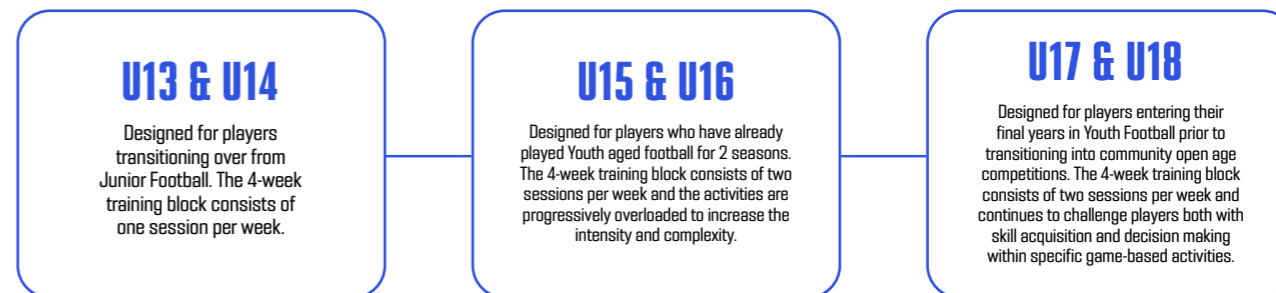 U13 & U14
Designed for players
transitioning over from
Junior Football. The 4-week
training block consists of
one session per week.
U15 & U16
Designed for players who have already
played Youth aged football for 2 seasons.
The 4-week training block consists of two
sessions per week and the activities are
progressively overloaded to increase the
intensity and complexity.
U17 & U18
Designed for players entering their
final years in Youth Football prior to
transitioning into community open age
competitions. The 4-week training block
consists of two sessions per week and
continues to challenge players both with
skill acquisition and decision making
within specific game-based activities.